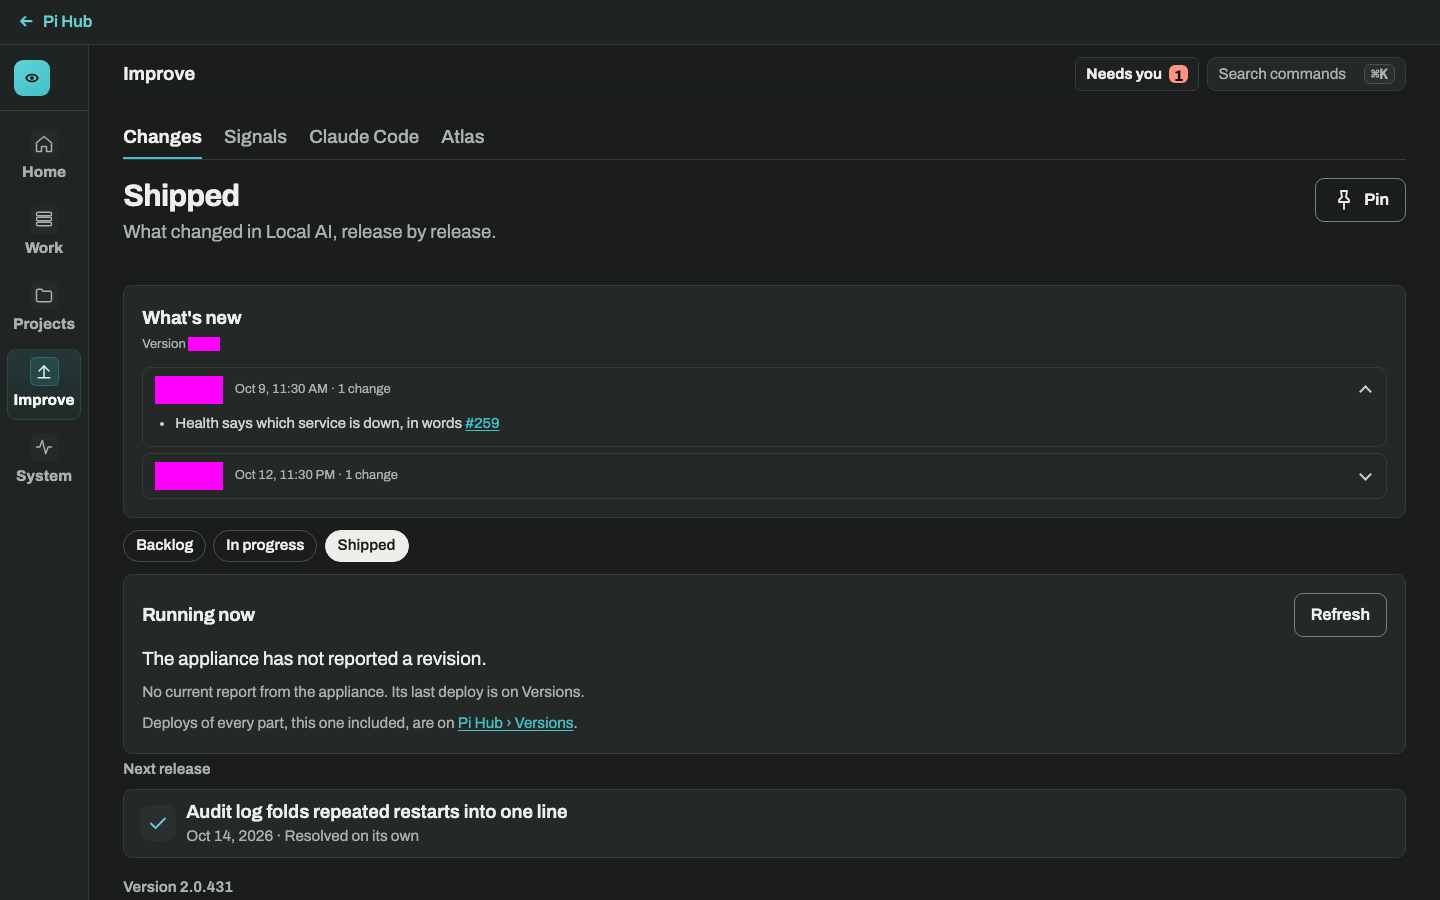 ← Pi Hub
Improve
Needs you 1
Search commands ⌘K
Home
Work
Projects
Improve
System
Changes Signals Claude Code Atlas
Shipped
What changed in Local AI, release by release.
Pin
What's new
Version
Oct 9, 11:30 AM · 1 change
• Health says which service is down, in words #259
Oct 12, 11:30 PM · 1 change
Backlog In progress Shipped
Running now
Refresh
The appliance has not reported a revision.
No current report from the appliance. Its last deploy is on Versions.
Deploys of every part, this one included, are on Pi Hub › Versions.
Next release
Audit log folds repeated restarts into one line
Oct 14, 2026 · Resolved on its own
Version 2.0.431